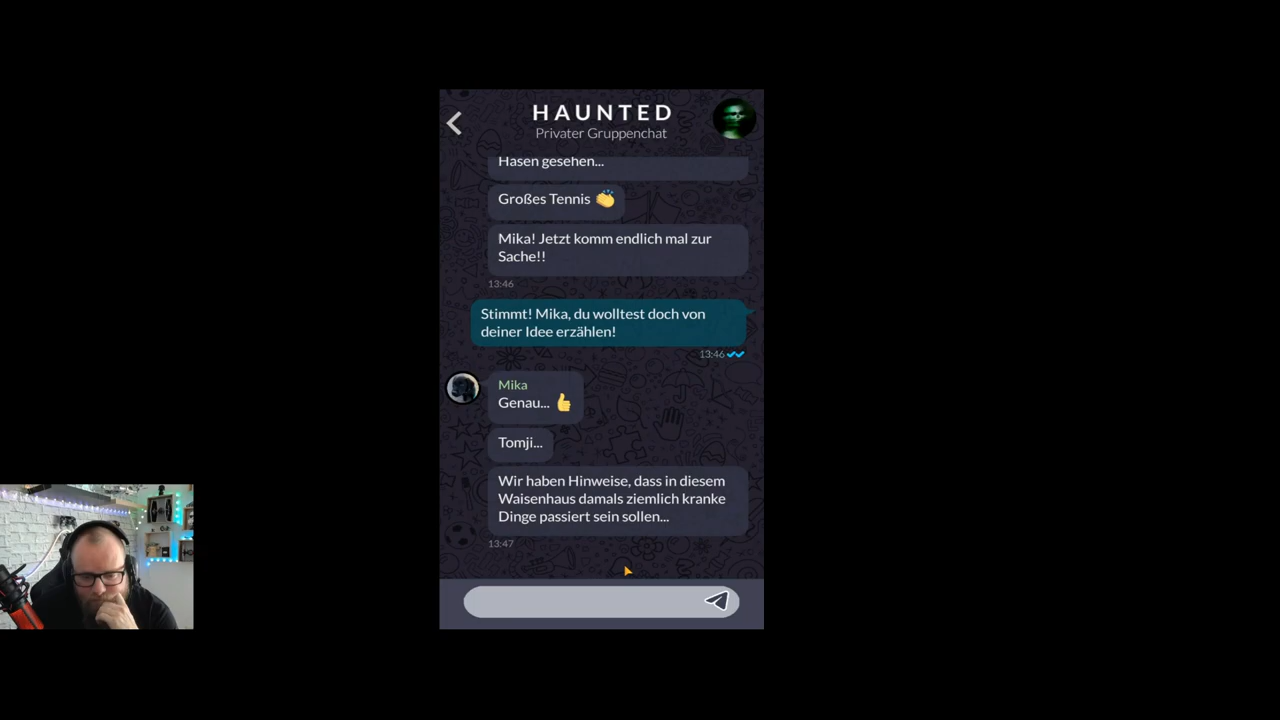 HAUNTED
Privater Gruppenchat
Hasen gesehen...
Großes Tennis 👏
Mika! Jetzt komm endlich mal zur
Sache!!
13:46
Stimmt! Mika, du wolltest doch von
deiner Idee erzählen!
13:46
Mika
Genau... 👍
Tomji...
Wir haben Hinweise, dass in diesem
Waisenhaus damals ziemlich kranke
Dinge passiert sein sollen...
13:47